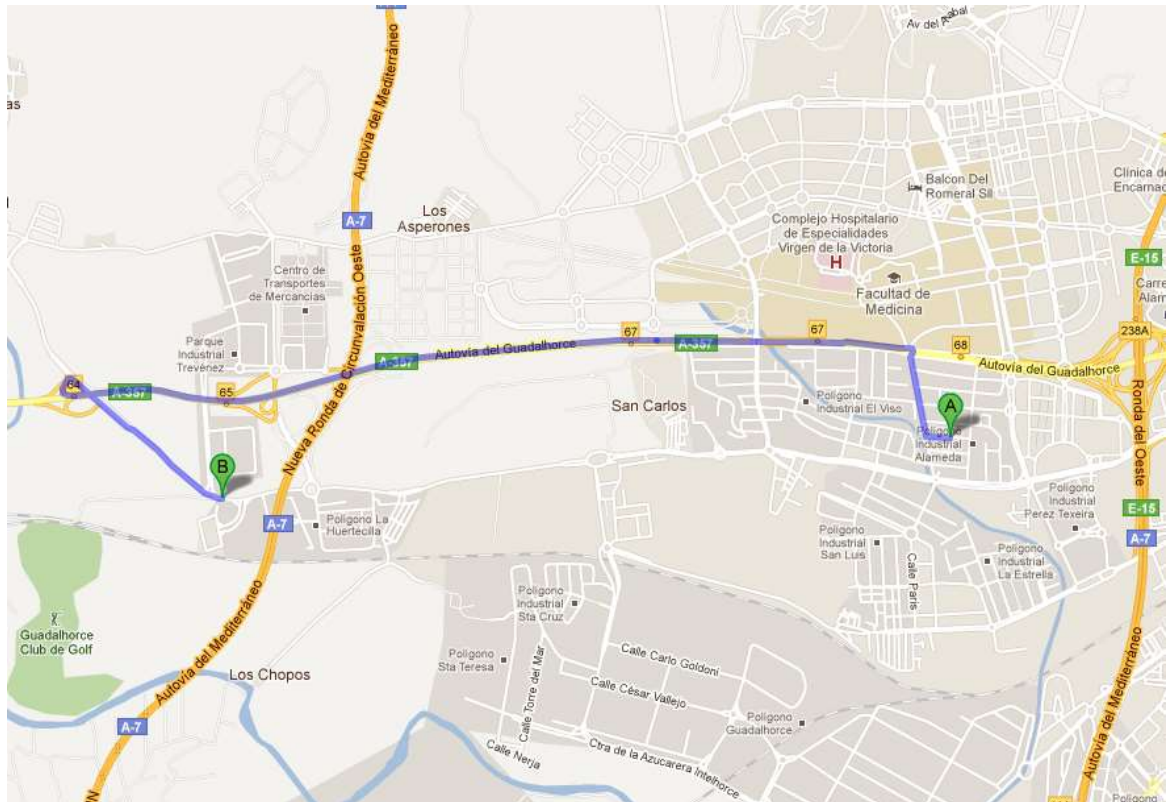 Autovía del Mediterráneo
Av del
as
Los
Asperones
A-7
Nueva Ronda de Circunvalación Oeste
Balcon Del
Romeral Sll
Clínica de
Encarnac
Complejo Hospitalario
de Especialidades
Virgen de la Victoria
H
Facultad de
Medicina
E-15
Centro de
Transportes
de Mercancias
Carre
Alam
238A
Parque
Industrial
Trevénez
67
A-357
67
68
Autovía del Guadalhorce
Autovía del Guadalhorce
A-357
64
A-357
65
Polígono
Industrial El Viso
San Carlos
A
Polígono
Industrial
Alameda
Ronda del Oeste
B
Polígono
Industrial
Perez Texeira
E-15
A-7
A-7
Polígono La
Huertecilla
Polígono
Industrial
San Luis
Polígono
Industrial
La Estrella
Calle Paris
Polígono
Industrial
Sta Cruz
Guadalhorce
Club de Golf
Polígono
Sta Teresa
Calle Carlo Goldoni
Calle César Vallejo
Calle Torre del Mar
Los Chopos
Autovía del Mediterráneo
Autovía del Mediterráneo
A-7
Polígono
Guadalhorce
Calle Nerja
Ctra de la Azucarera Intelhorce
Polígono